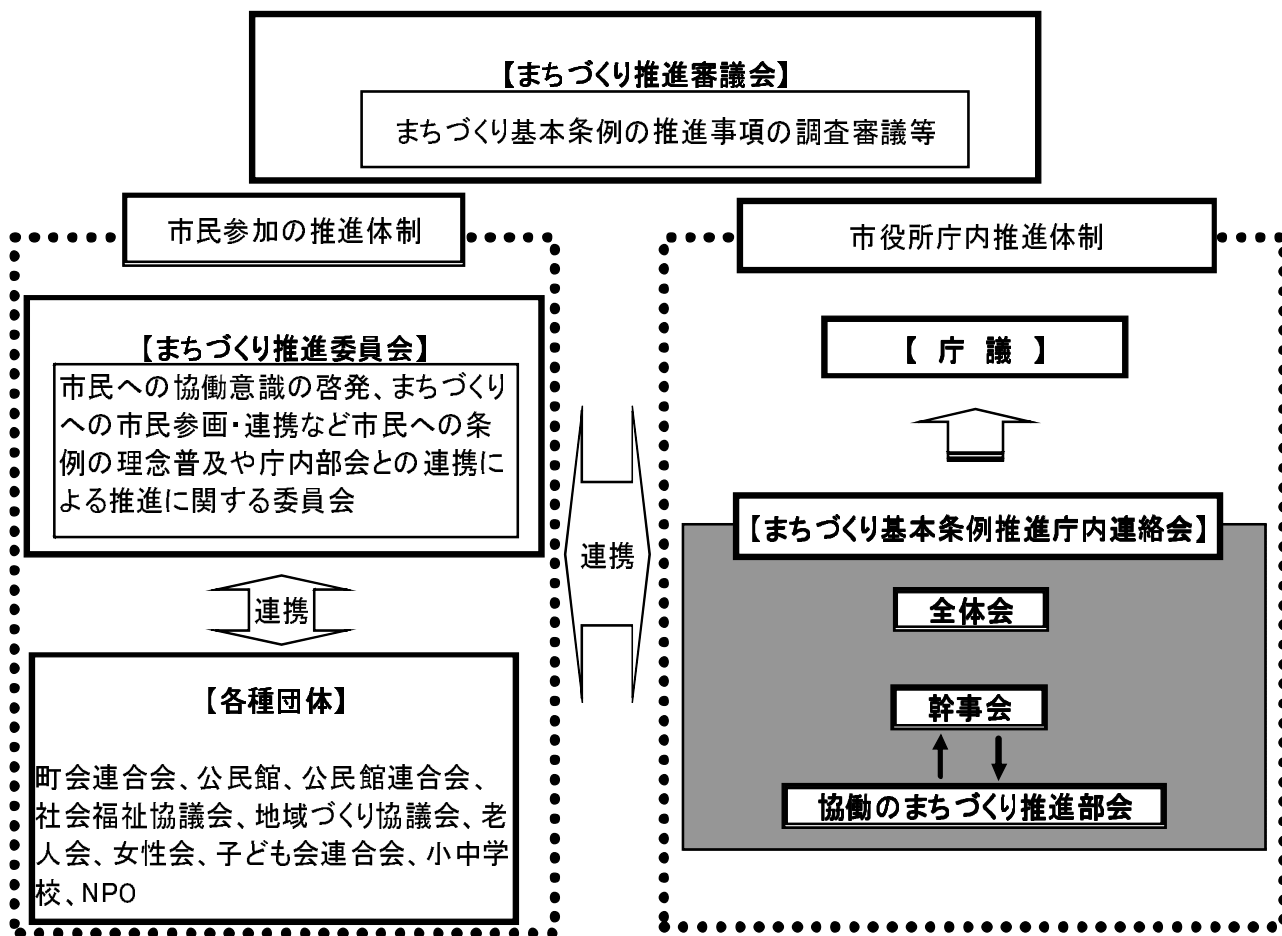 【まちづくり推進審議会】
まちづくり基本条例の推進事項の調査審議等
市民参加の推進体制
【まちづくり推進委員会】
市民への協働意識の啓発、まちづくり
への市民参画・連携など市民への条
例の理念普及や庁内部会との連携に
よる推進に関する委員会
連携
【各種団体】
町会連合会、公民館、公民館連合会、
社会福祉協議会、地域づくり協議会、老
人会、女性会、子ども会連合会、小中学
校、NPO
連携
市役所庁内推進体制
【 庁 議 】
【まちづくり基本条例推進庁内連絡会】
全体会
幹事会
協働のまちづくり推進部会